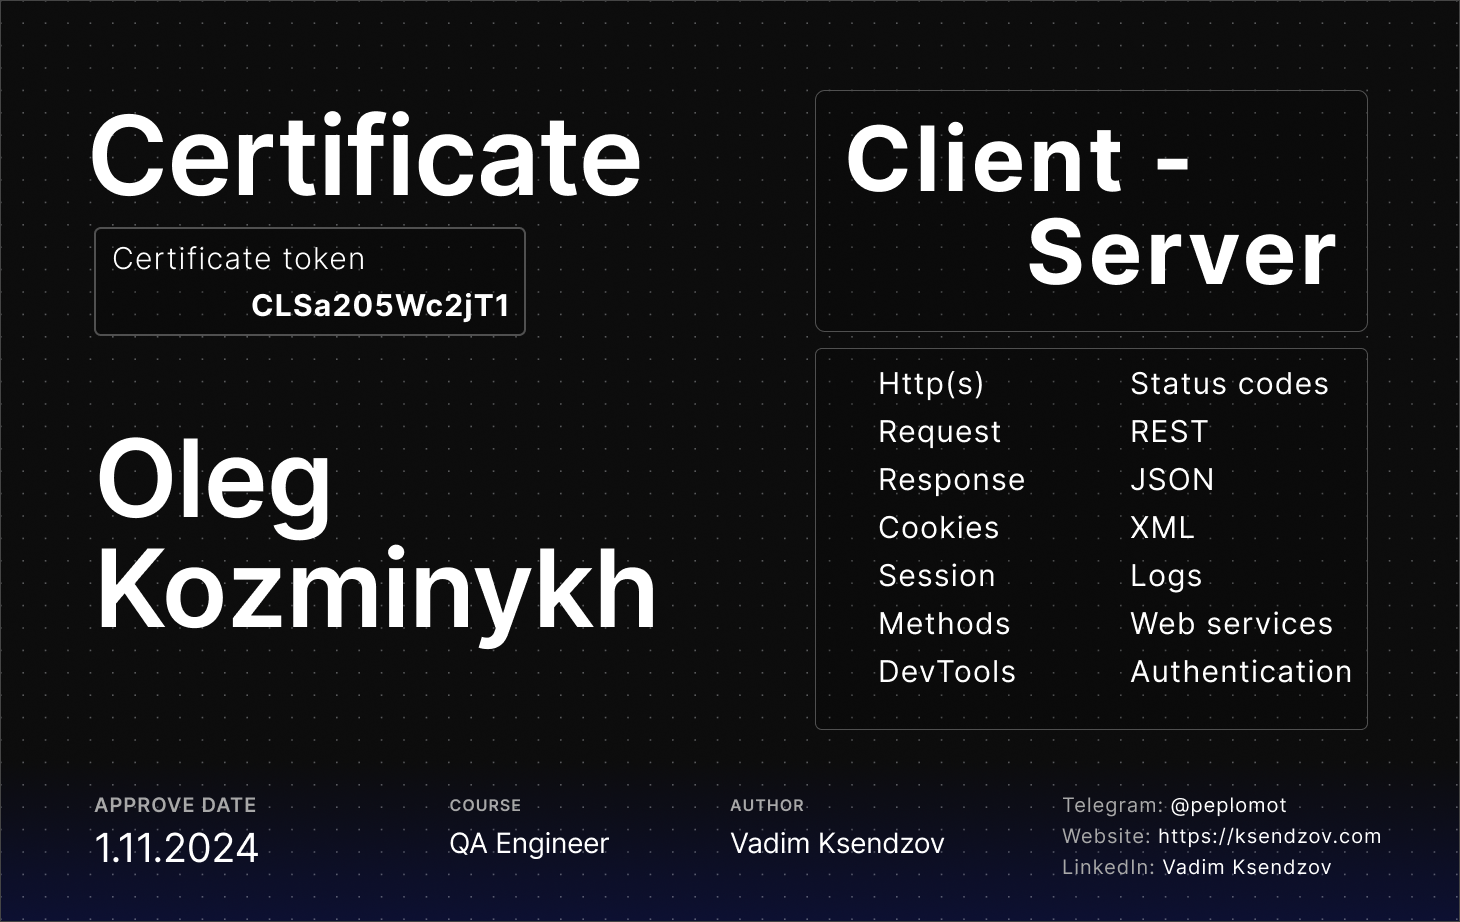 Certificate
Certificate token
CLSa205Wc2jT1
Oleg
Kozminykh
Client -
Server
Http(s)
Request
Response
Cookies
Session
Methods
DevTools
Status codes
REST
JSON
XML
Logs
Web services
Authentication
APPROVE DATE
1.11.2024
COURSE
QA Engineer
AUTHOR
Vadim Ksendzov
Telegram: @peplomot
Website: https://ksendzov.com
LinkedIn: Vadim Ksendzov